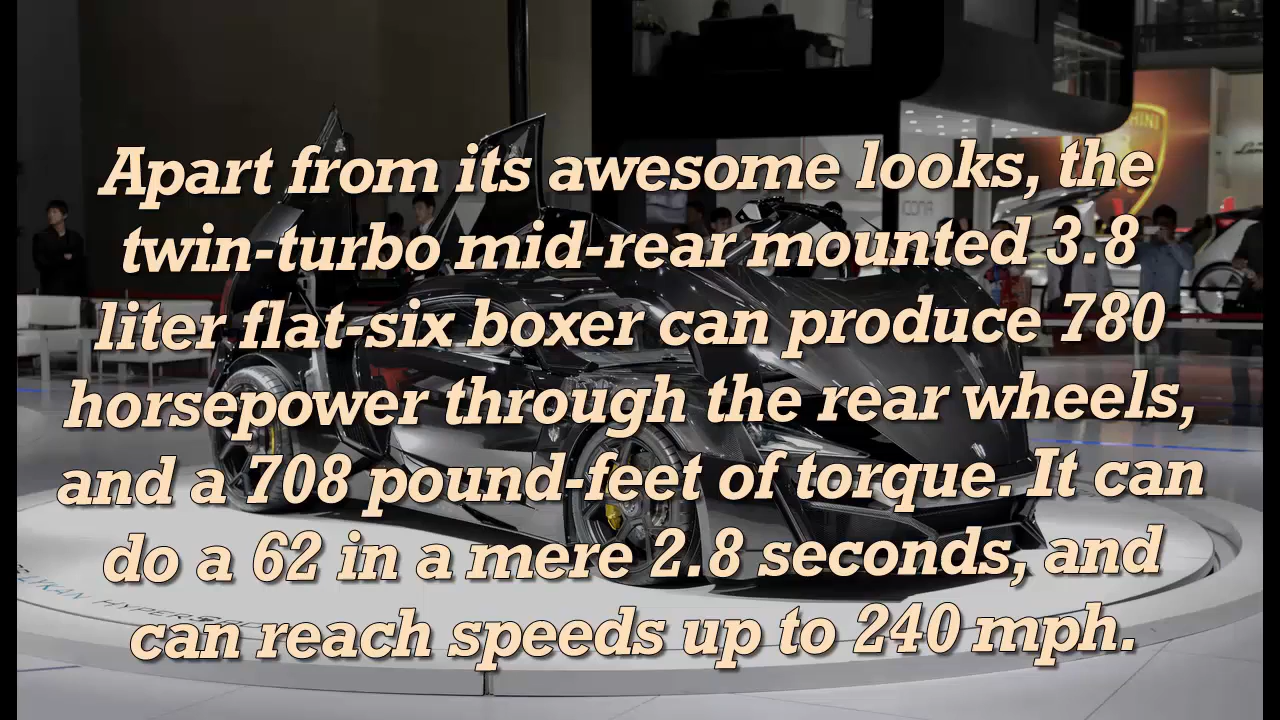 Apart from its awesome looks, the
twin-turbo mid-rear mounted 3.8
liter flat-six boxer can produce 780
horsepower through the rear wheels,
and a 708 pound-feet of torque. It can
do a 62 in a mere 2.8 seconds, and
can reach speeds up to 240 mph.
ICONA